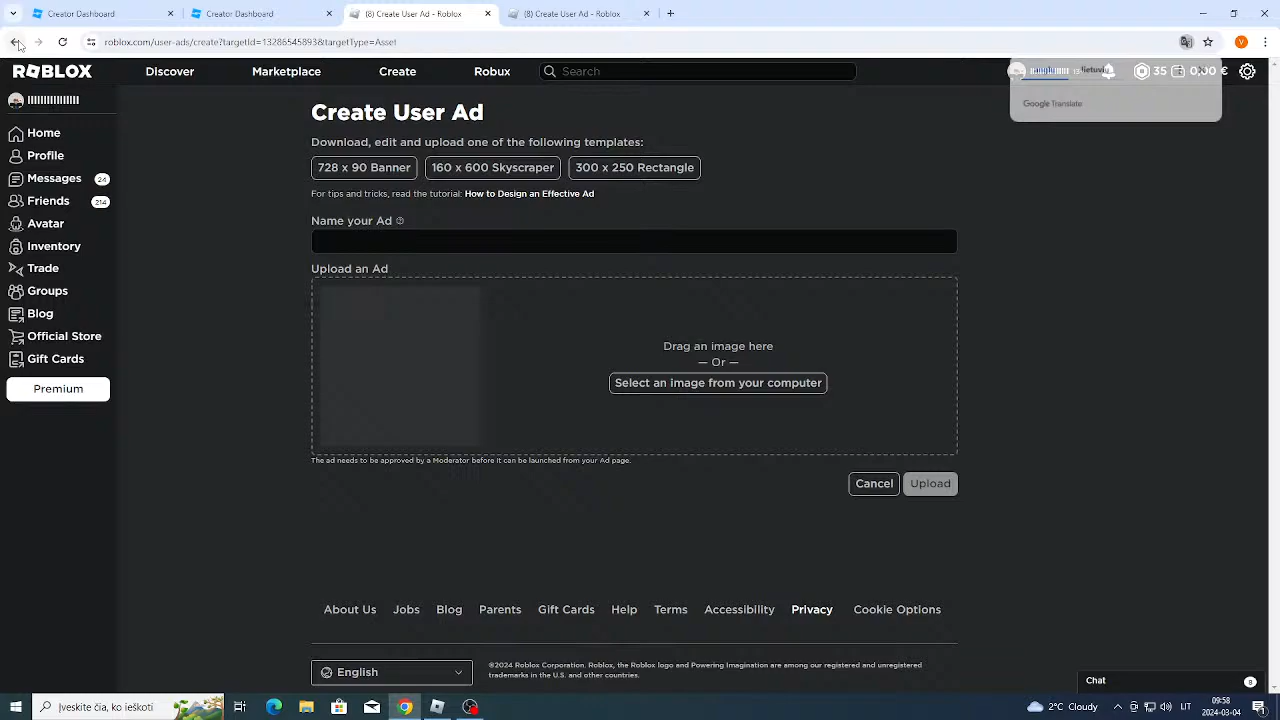 Creator Dashboard
Creator Dashboard
(6) Create User Ad - Roblox
(8) Create User Ad - Roblox
roblox.com/user-ads/create?targetId=13286545893&targetType=Asset
ROBLOX
Discover
Marketplace
Create
Robux
Search
35
0,00 €
Google Translate
Home
Profile
Messages 24
Friends 214
Avatar
Inventory
Trade
Groups
Blog
Official Store
Gift Cards
Premium
Create User Ad
Download, edit and upload one of the following templates:
728 x 90 Banner
160 x 600 Skyscraper
300 x 250 Rectangle
For tips and tricks, read the tutorial: How to Design an Effective Ad
Name your Ad
Upload an Ad
Drag an image here
— Or —
Select an image from your computer
The ad needs to be approved by a Moderator before it can be launched from your Ad page.
Cancel
Upload
About Us
Jobs
Blog
Parents
Gift Cards
Help
Terms
Accessibility
Privacy
Cookie Options
English
©2024 Roblox Corporation. Roblox, the Roblox logo and Powering Imagination are among our registered and unregistered
trademarks in the U.S. and other countries.
Chat 8
Įveskite čia, ko ieškoti
2°C Cloudy
LT
09:58
2024-03-04